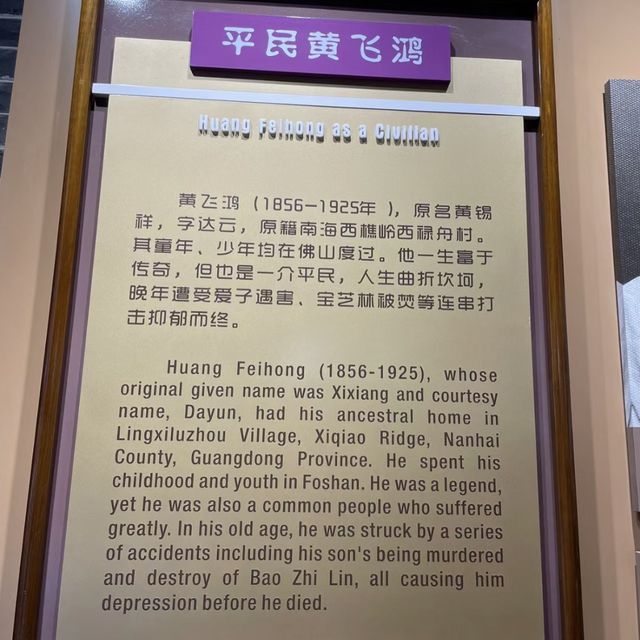 平民黄飞鸿
Huang Feihong as a Civilian
黄飞鸿（1856—1925年），原名黄锡
祥，字达云，原籍南海西樵岭西禄舟村。
其童年、少年均在佛山度过。他一生富于
传奇，但也是一介平民，人生曲折坎坷，
晚年遭受爱子遇害、宝芝林被焚等连串打
击抑郁而终。
Huang Feihong (1856-1925), whose
original given name was Xixiang and courtesy
name, Dayun, had his ancestral home in
Lingxiluzhou Village, Xiqiao Ridge, Nanhai
County, Guangdong Province. He spent his
childhood and youth in Foshan. He was a legend,
yet he was also a common people who suffered
greatly. In his old age, he was struck by a series
of accidents including his son's being murdered
and destroy of Bao Zhi Lin, all causing him
depression before he died.